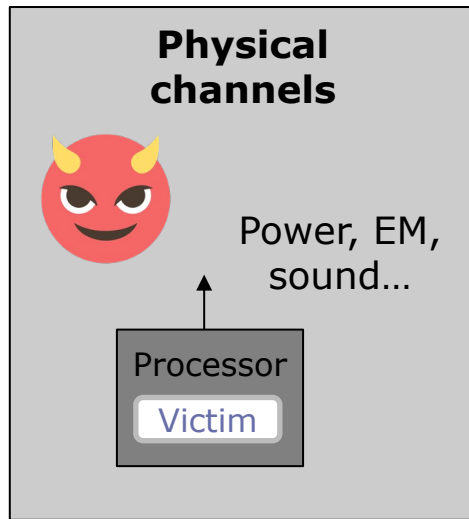 Physical
channels
Power, EM,
sound...
Processor
Victim